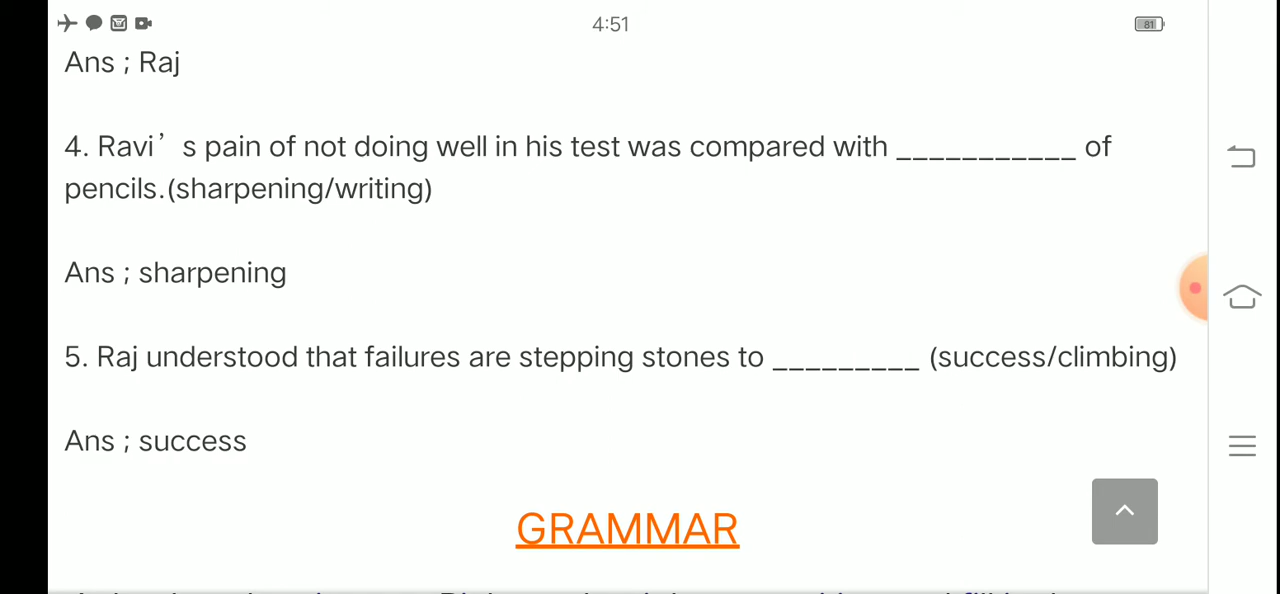 4:51
81
Ans ; Raj
4. Ravi’ s pain of not doing well in his test was compared with ___________ of
pencils.(sharpening/writing)
Ans ; sharpening
5. Raj understood that failures are stepping stones to _________ (success/climbing)
Ans ; success
GRAMMAR